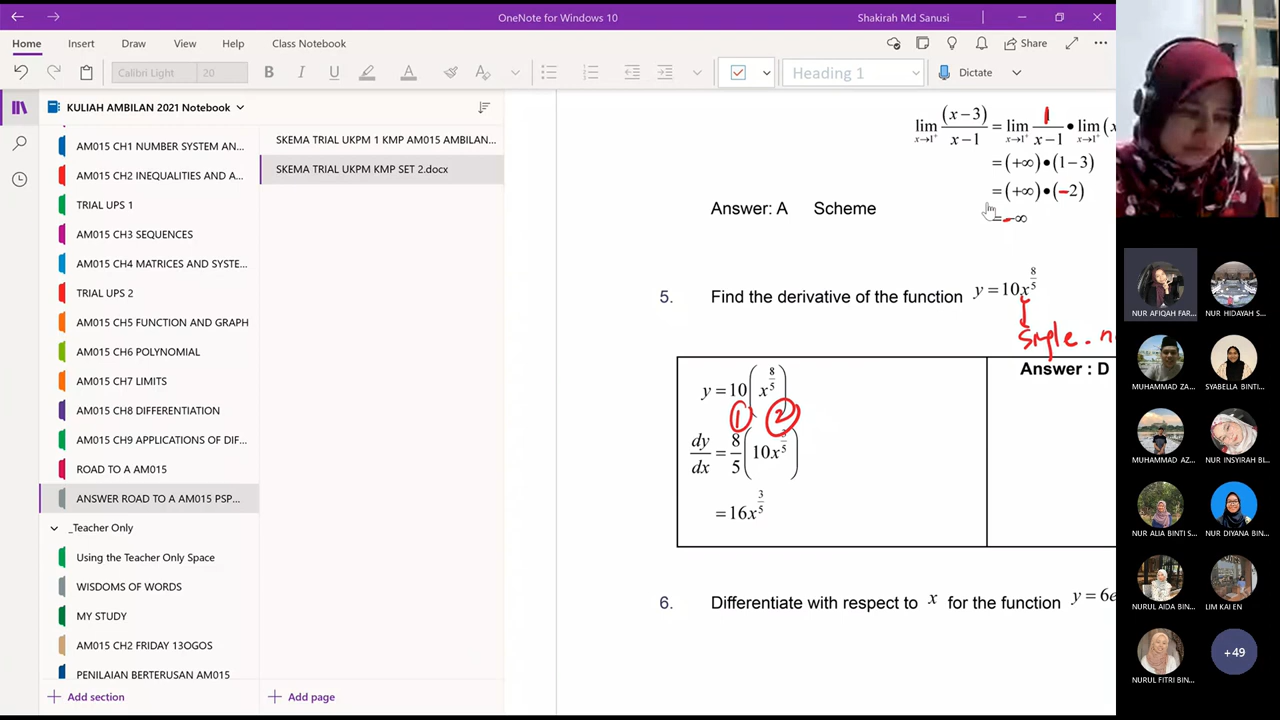 OneNote for Windows 10
Shakirah Md Sanusi
Home Insert Draw View Help Class Notebook
Share
Calibri Light 20 B I U A
Heading 1
Dictate
KULIAH AMBILAN 2021 Notebook
AM015 CH1 NUMBER SYSTEM AN...
AM015 CH2 INEQUALITIES AND A...
TRIAL UPS 1
AM015 CH3 SEQUENCES
AM015 CH4 MATRICES AND SYSTE...
TRIAL UPS 2
AM015 CH5 FUNCTION AND GRAPH
AM015 CH6 POLYNOMIAL
AM015 CH7 LIMITS
AM015 CH8 DIFFERENTIATION
AM015 CH9 APPLICATIONS OF DIF...
ROAD TO A AM015
ANSWER ROAD TO A AM015 PSP...
_Teacher Only
Using the Teacher Only Space
WISDOMS OF WORDS
MY STUDY
AM015 CH2 FRIDAY 13OGOS
PENILAIAN BERTERUSAN AM015
+ Add section
SKEMA TRIAL UKPM 1 KMP AM015 AMBILAN...
SKEMA TRIAL UKPM KMP SET 2.docx
+ Add page
lim x→1⁺ (x−3)/(x−1) = lim x→1⁺ 1/(x−1) • lim x→1⁺ (x
= (+∞)•(1−3)
= (+∞)•(−2)
= −∞
Answer: A Scheme
5. Find the derivative of the function y = 10x^(8/5)
y = 10(x^(8/5))
Answer : D
1 2
dy/dx = 8/5 (10x
= 16x^(3/5)
6. Differentiate with respect to x for the function y = 6e
NUR AFIQAH FAR...
NUR HIDAYAH S...
MUHAMMAD ZA...
SYABELLA BINTI...
MUHAMMAD AZ...
NUR INSYIRAH BI...
NUR ALIA BINTI S...
NUR DIYANA BIN...
NURUL AIDA BIN...
LIM KAI EN
NURUL FITRI BIN...
+49